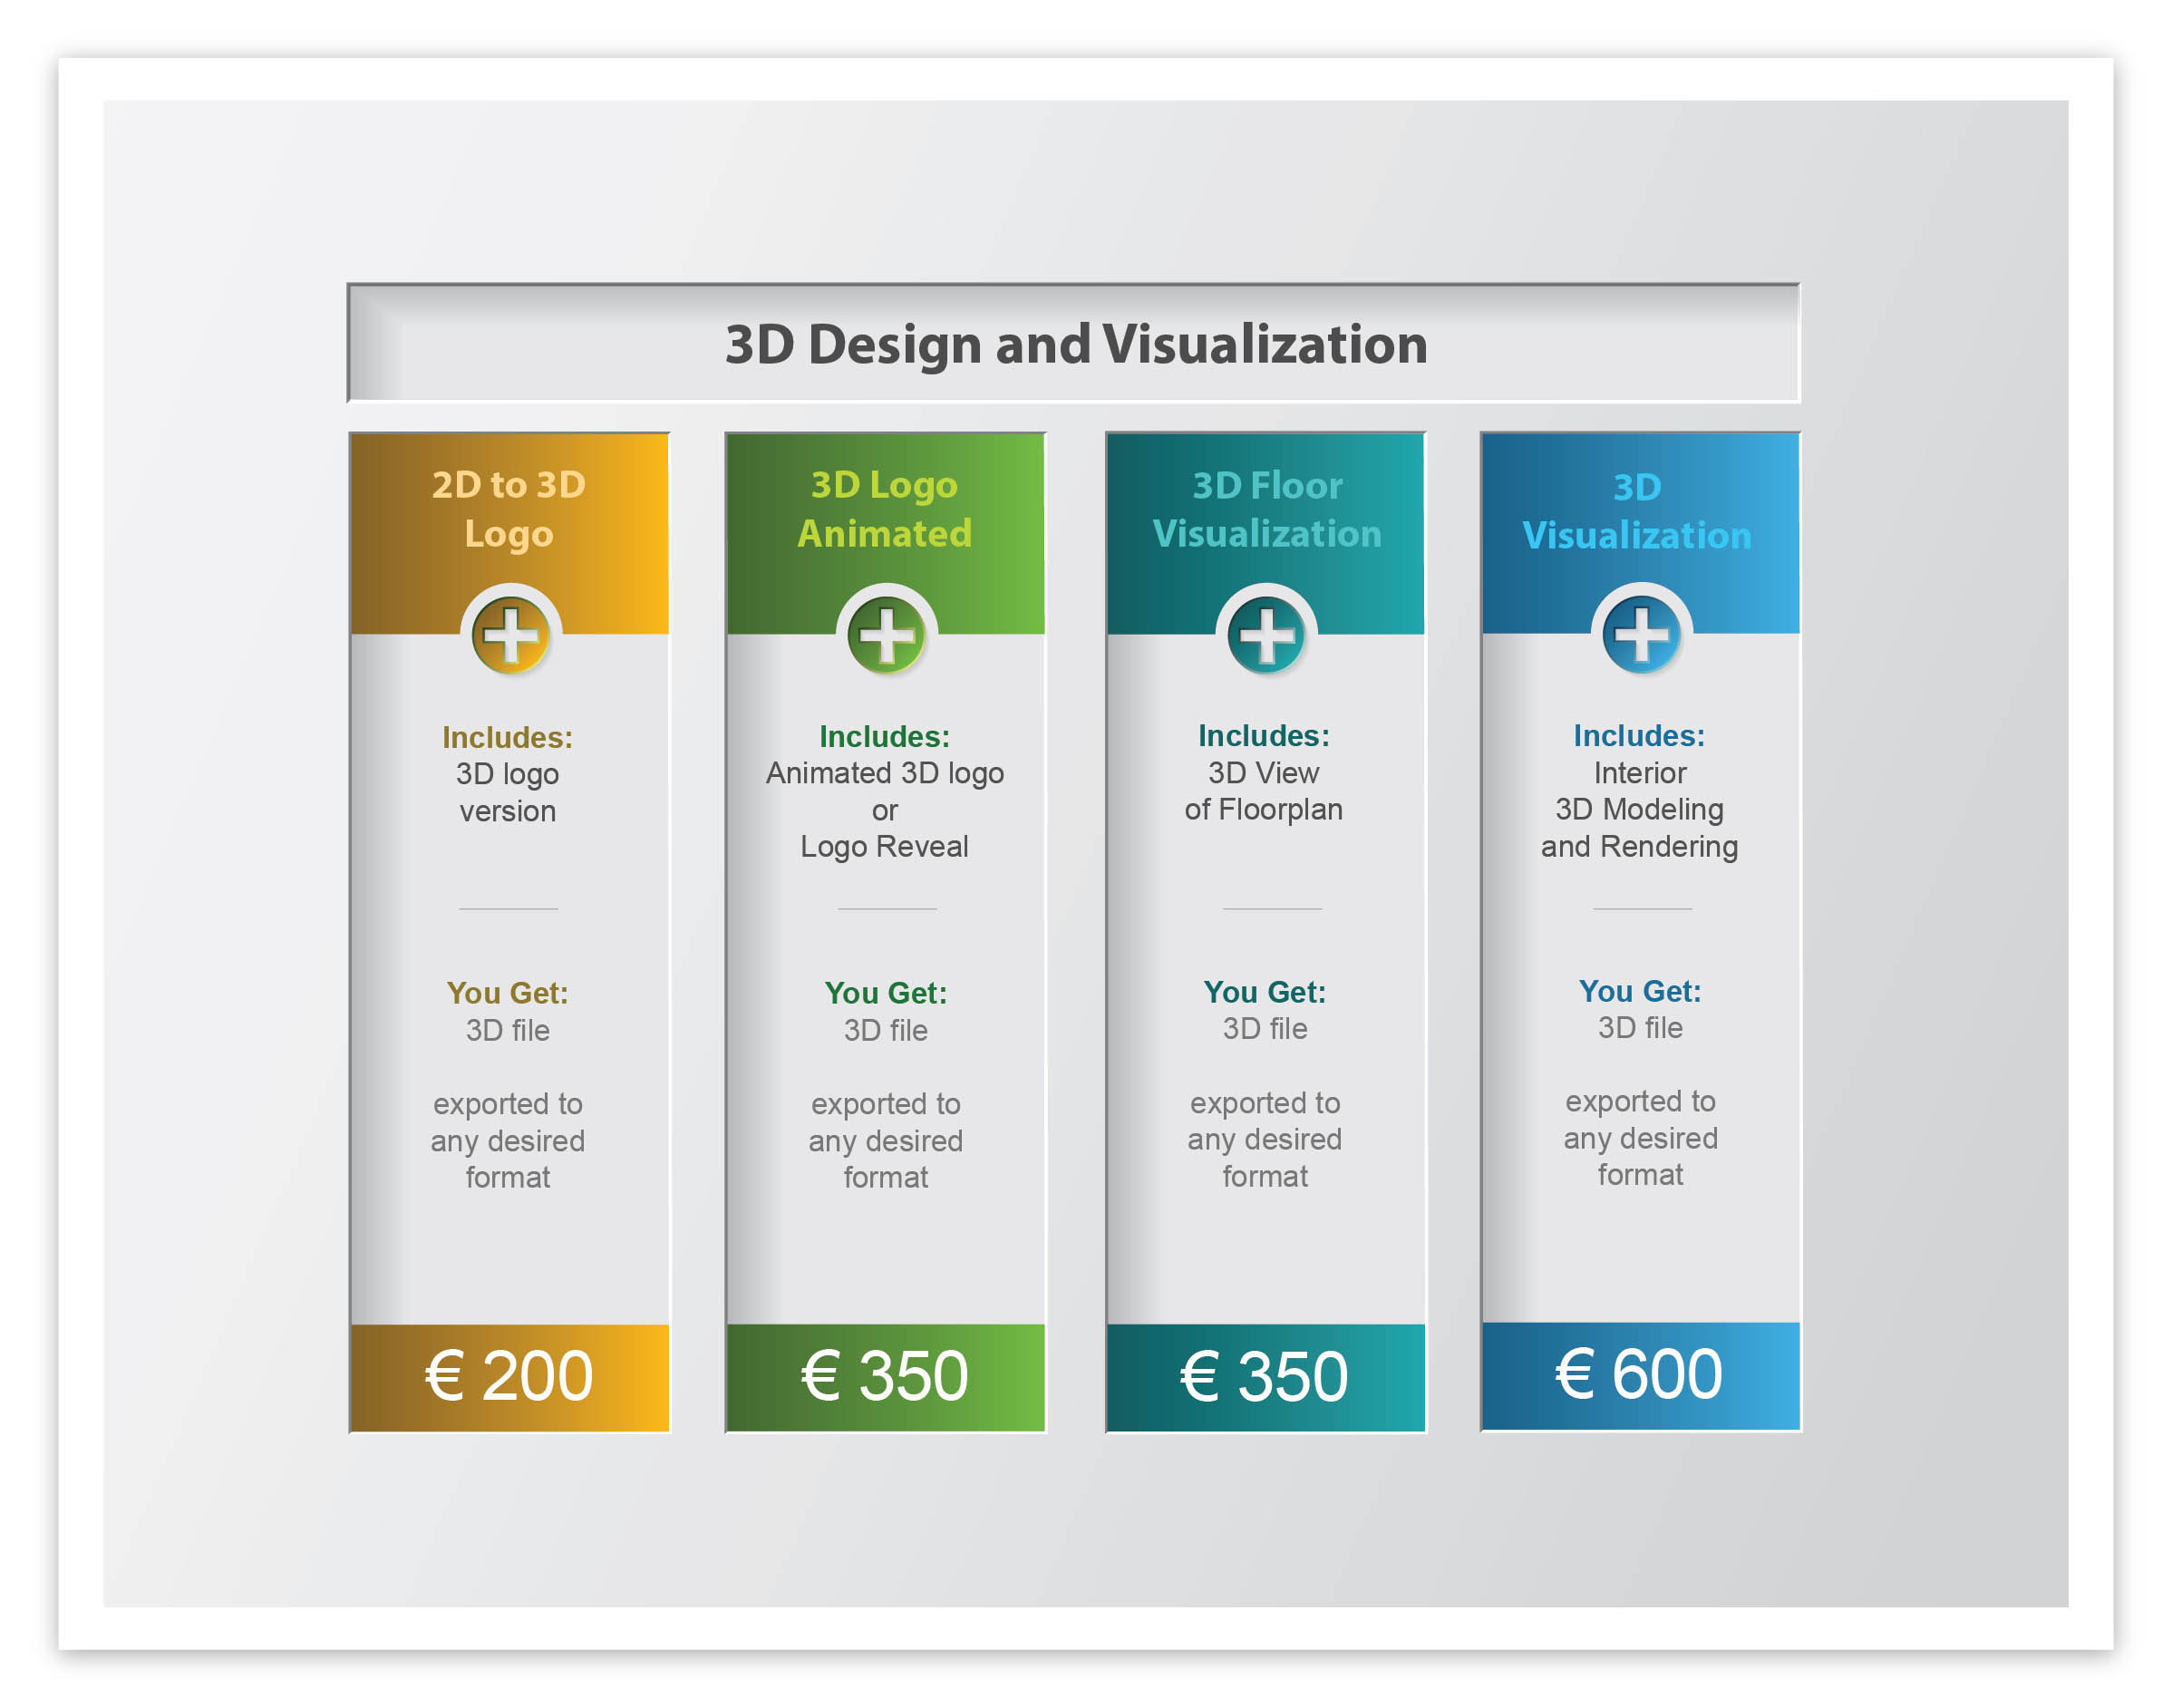 3D Design and Visualization
2D to 3D
Logo
Includes:
3D logo
version
You Get:
3D file
exported to
any desired
format
€ 200
3D Logo
Animated
Includes:
Animated 3D logo
or
Logo Reveal
You Get:
3D file
exported to
any desired
format
€ 350
3D Floor
Visualization
Includes:
3D View
of Floorplan
You Get:
3D file
exported to
any desired
format
€ 350
3D
Visualization
Includes:
Interior
3D Modeling
and Rendering
You Get:
3D file
exported to
any desired
format
€ 600